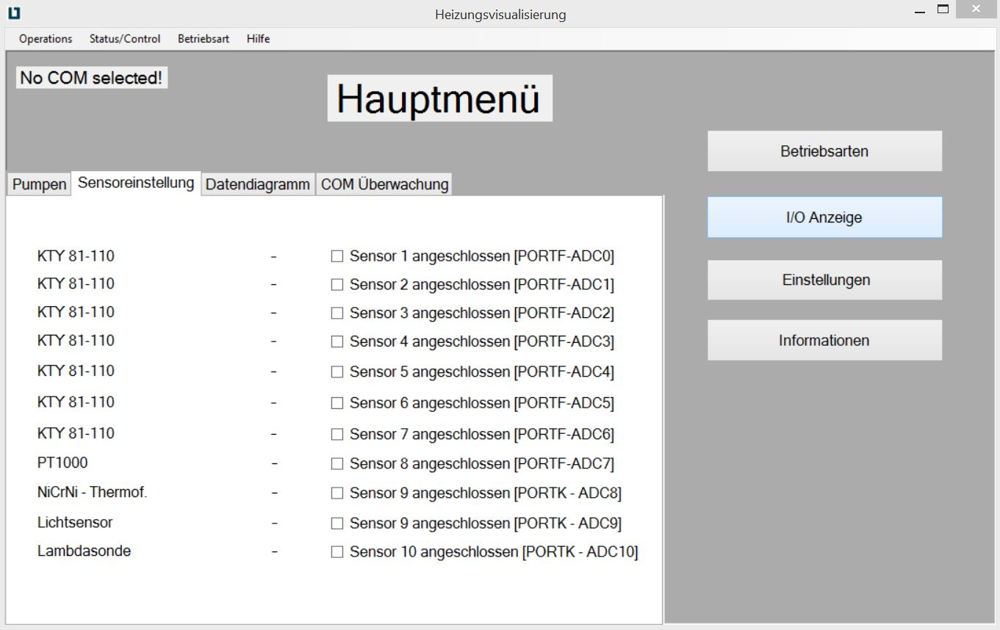 Heizungsvisualisierung
Operations Status/Control Betriebsart Hilfe
No COM selected!
Hauptmenü
Betriebsarten
Pumpen Sensoreinstellung Datendiagramm COM Überwachung
I/O Anzeige
KTY 81-110 - Sensor 1 angeschlossen [PORTF-ADC0]
KTY 81-110 - Sensor 2 angeschlossen [PORTF-ADC1]
Einstellungen
KTY 81-110 - Sensor 3 angeschlossen [PORTF-ADC2]
KTY 81-110 - Sensor 4 angeschlossen [PORTF-ADC3]
Informationen
KTY 81-110 - Sensor 5 angeschlossen [PORTF-ADC4]
KTY 81-110 - Sensor 6 angeschlossen [PORTF-ADC5]
KTY 81-110 - Sensor 7 angeschlossen [PORTF-ADC6]
PT1000 - Sensor 8 angeschlossen [PORTF-ADC7]
NiCrNi - Thermof. - Sensor 9 angeschlossen [PORTK - ADC8]
Lichtsensor - Sensor 9 angeschlossen [PORTK - ADC9]
Lambdasonde - Sensor 10 angeschlossen [PORTK - ADC10]